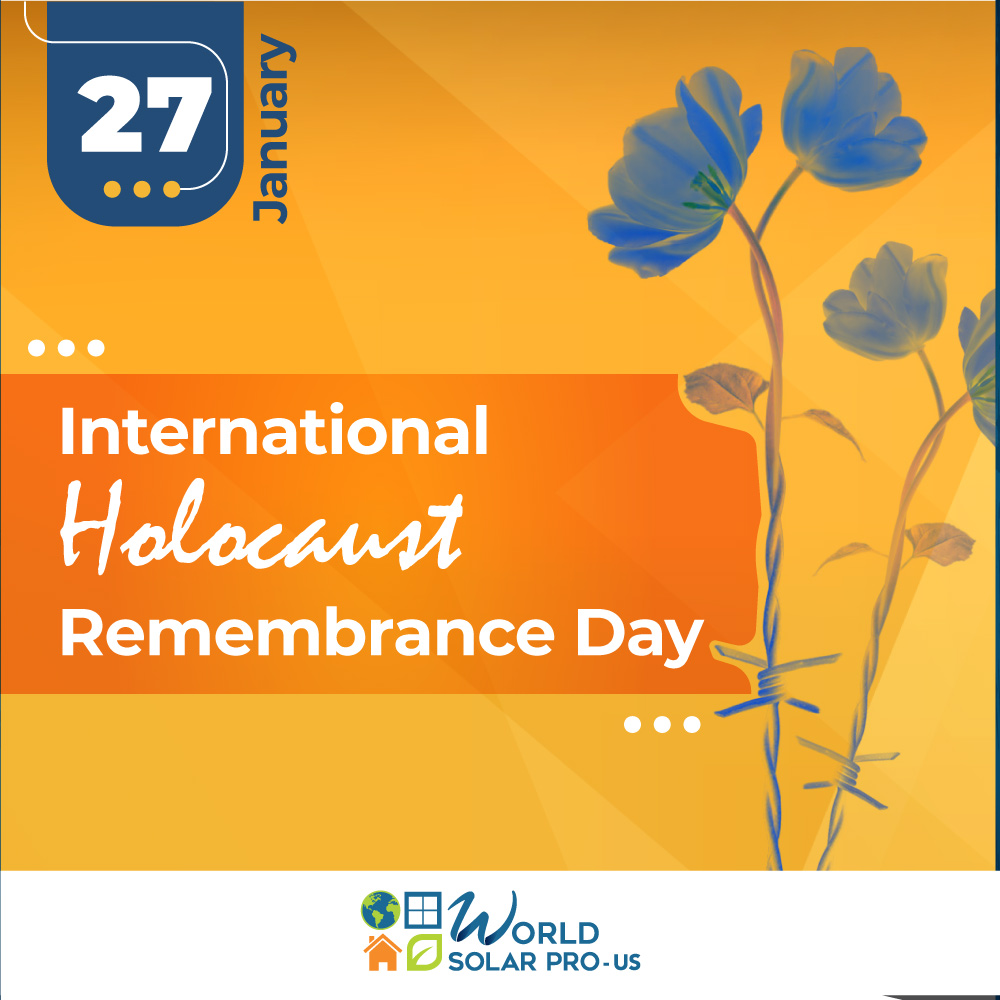 27
January
International
Holocaust
Remembrance Day
WORLD
SOLAR PRO - US